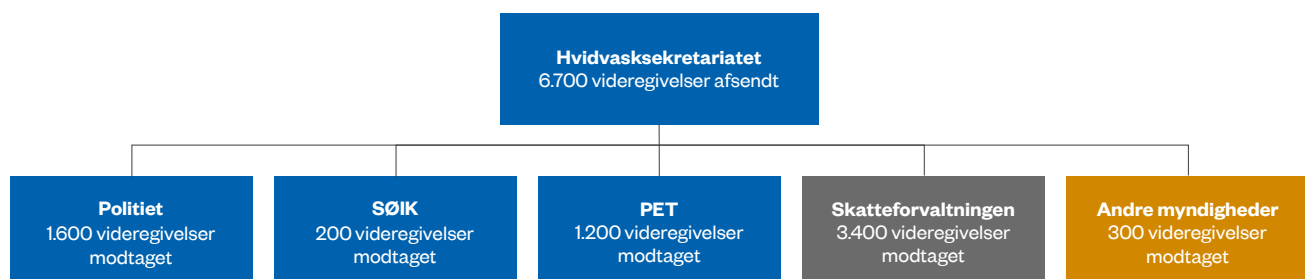 Hvidvasksekretariatet
6.700 videregivelser afsendt
Politiet
1.600 videregivelser
modtaget
SØIK
200 videregivelser
modtaget
PET
1.200 videregivelser
modtaget
Skatteforvaltningen
3.400 videregivelser
modtaget
Andre myndigheder
300 videregivelser
modtaget